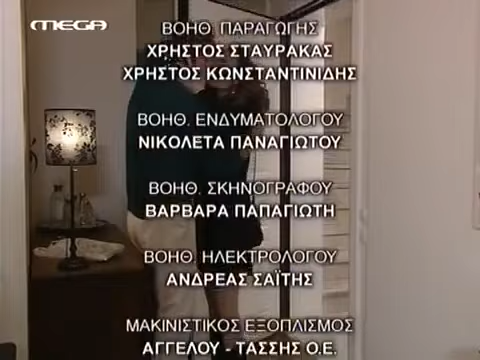 MEGA
ΒΟΗΘ. ΠΑΡΑΓΩΓΗΣ
ΧΡΗΣΤΟΣ ΣΤΑΥΡΑΚΑΣ
ΧΡΗΣΤΟΣ ΚΩΝΣΤΑΝΤΙΝΙΔΗΣ
ΒΟΗΘ. ΕΝΔΥΜΑΤΟΛΟΓΟΥ
ΝΙΚΟΛΕΤΑ ΠΑΝΑΓΙΩΤΟΥ
ΒΟΗΘ. ΣΚΗΝΟΓΡΑΦΟΥ
ΒΑΡΒΑΡΑ ΠΑΠΑΓΙΩΤΗ
ΒΟΗΘ. ΗΛΕΚΤΡΟΛΟΓΟΥ
ΑΝΔΡΕΑΣ ΣΑΪΤΗΣ
ΜΑΚΙΝΙΣΤΙΚΟΣ ΕΞΟΠΛΙΣΜΟΣ
ΑΓΓΕΛΟΥ - ΤΑΣΣΗΣ Ο.Ε.